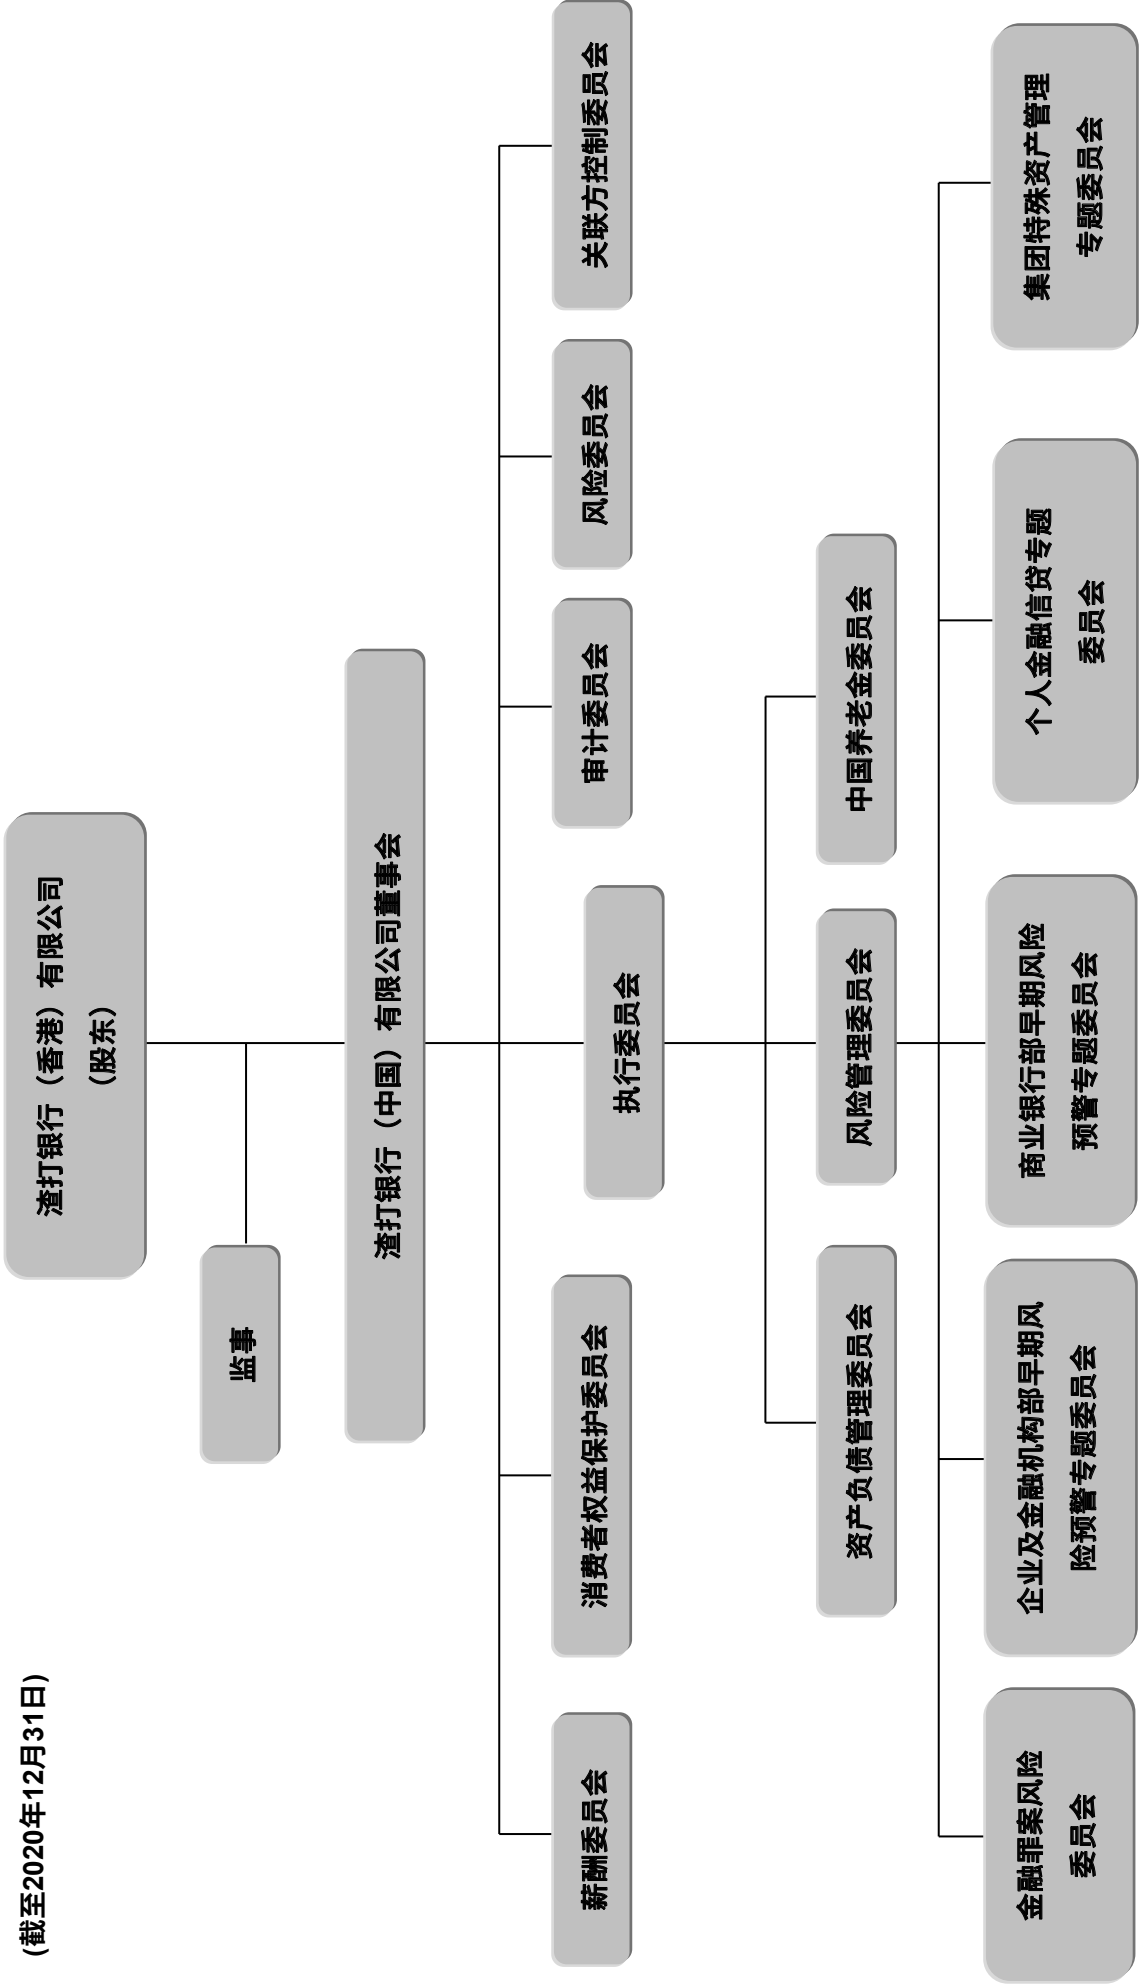 (截至2020年12月31日)
渣打银行（香港）有限公司
（股东）
监事
渣打银行（中国）有限公司董事会
薪酬委员会
消费者权益保护委员会
执行委员会
审计委员会
风险委员会
关联方控制委员会
资产负债管理委员会
风险管理委员会
中国养老金委员会
金融罪案风险
委员会
企业及金融机构部早期风
险预警专题委员会
商业银行部早期风险
预警专题委员会
个人金融信贷专题
委员会
集团特殊资产管理
专题委员会